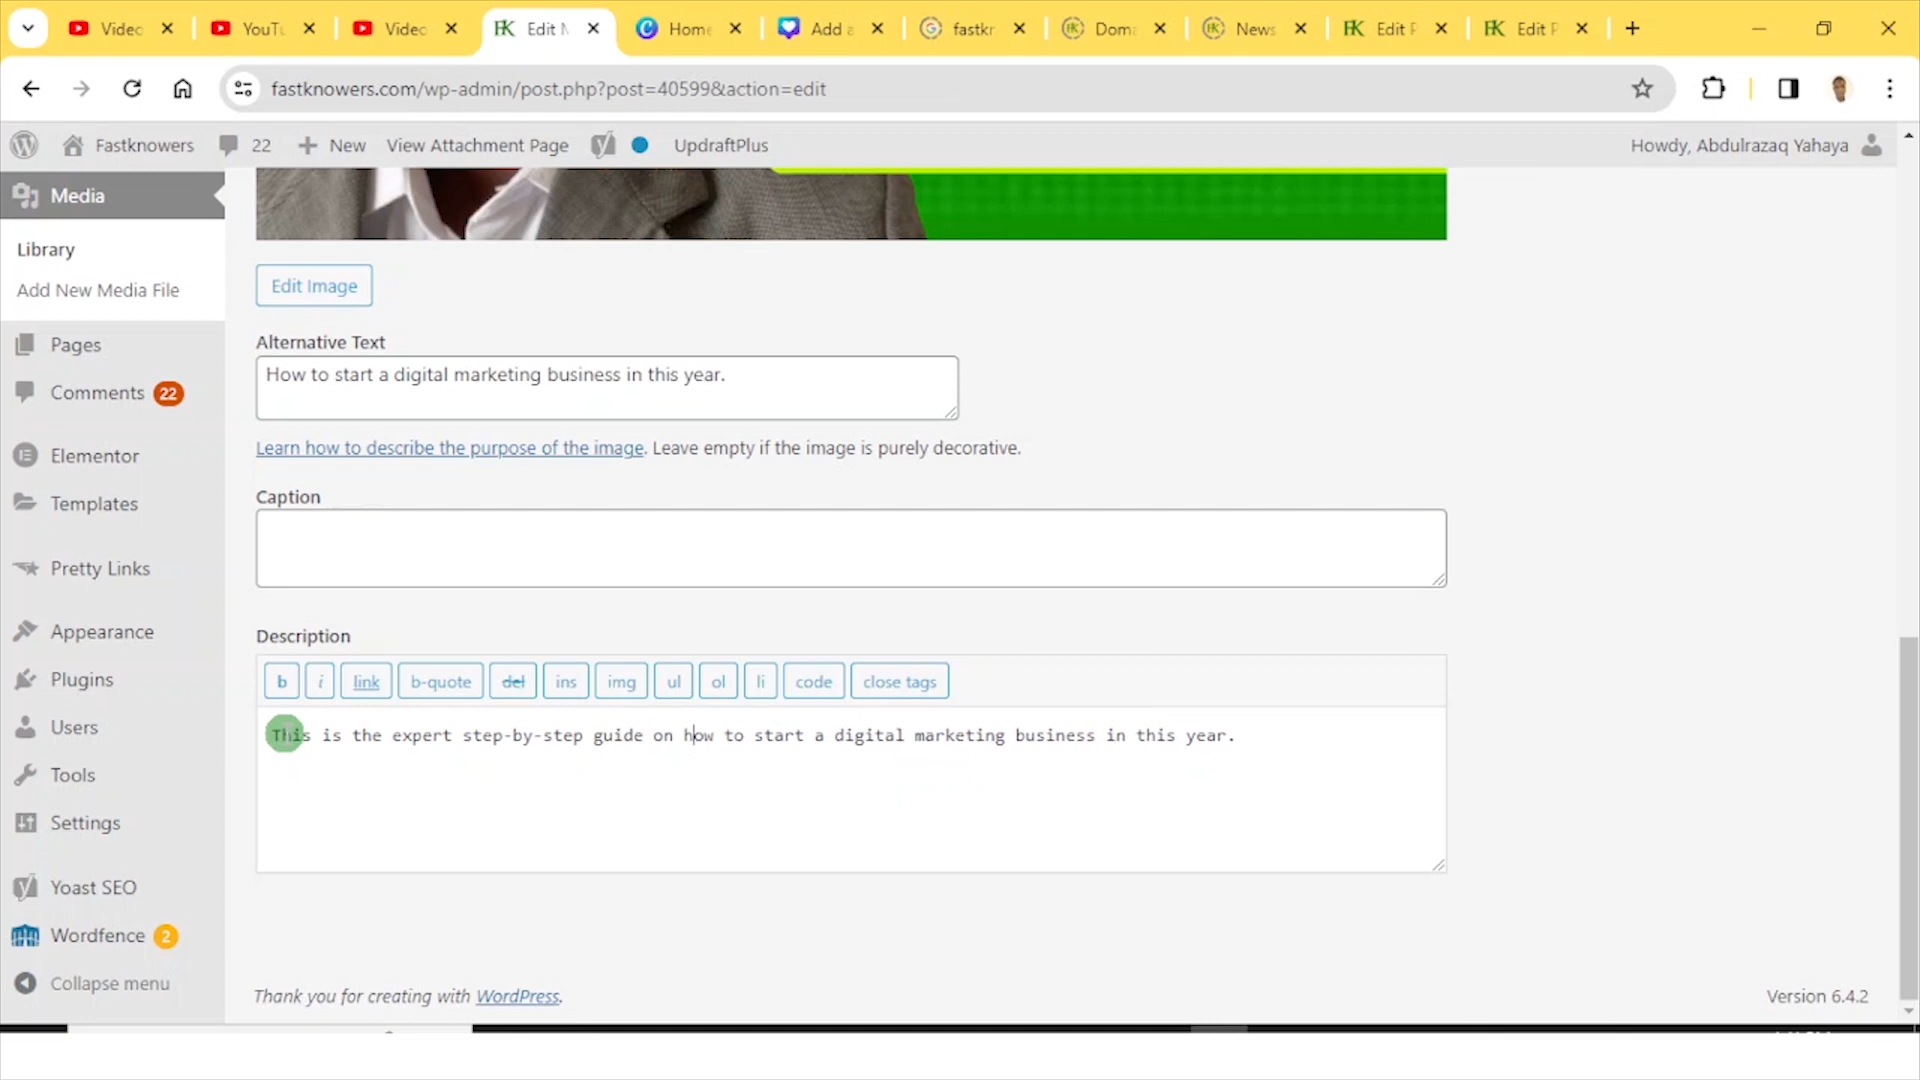 Video
YouTu
Video
Edit M
Home
Add a
fastkr
Doma
News
Edit P
Edit P
fastknowers.com/wp-admin/post.php?post=40599&action=edit
Fastknowers
22
New
View Attachment Page
UpdraftPlus
Howdy, Abdulrazaq Yahaya
Media
Library
Add New Media File
Pages
Comments 22
Elementor
Templates
Pretty Links
Appearance
Plugins
Users
Tools
Settings
Yoast SEO
Wordfence 2
Collapse menu
Edit Image
Alternative Text
How to start a digital marketing business in this year.
Learn how to describe the purpose of the image. Leave empty if the image is purely decorative.
Caption
Description
b i link b-quote del ins img ul ol li code close tags
This is the expert step-by-step guide on how to start a digital marketing business in this year.
Thank you for creating with WordPress.
Version 6.4.2